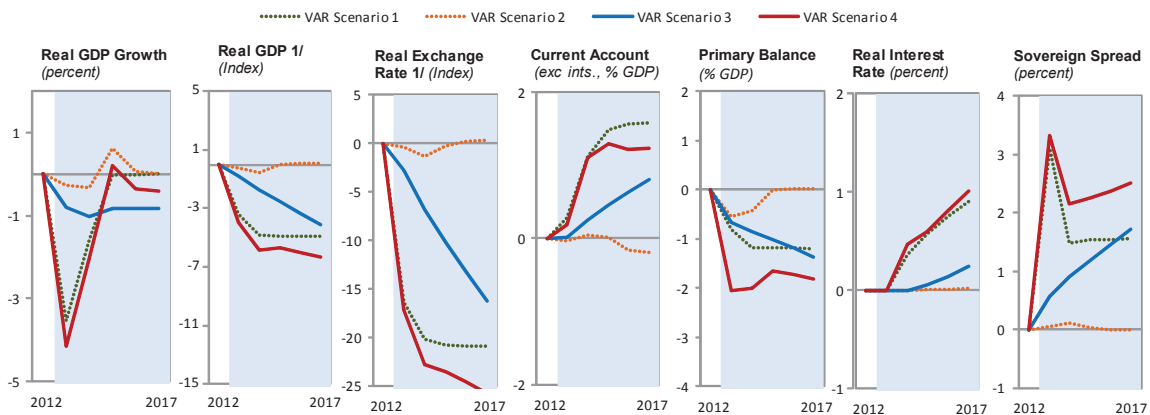 VAR Scenario 1 VAR Scenario 2 VAR Scenario 3 VAR Scenario 4
Real GDP Growth
(percent)
1
-1
-3
-5
2012 2017
Real GDP 1/
(Index)
5
1
-3
-7
-11
-15
2012 2017
Real Exchange
Rate 1/ (Index)
5
0
-5
-10
-15
-20
-25
2012 2017
Current Account
(exc ints., % GDP)
2
0
-2
2012 2017
Primary Balance
(% GDP)
2
1
0
-1
-2
-3
-4
2012 2017
Real Interest
Rate (percent)
2
1
0
-1
2012 2017
Sovereign Spread
(percent)
4
3
2
1
0
-1
2012 2017